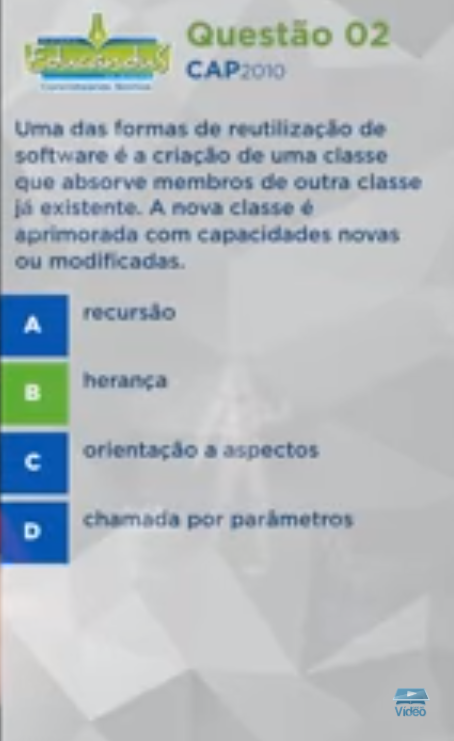 Educandus
Questão 02
CAP2010
Uma das formas de reutilização de
software é a criação de uma classe
que absorve membros de outra classe
já existente. A nova classe é
aprimorada com capacidades novas
ou modificadas.
A recursão
B herança
C orientação a aspectos
D chamada por parâmetros
Vídeo